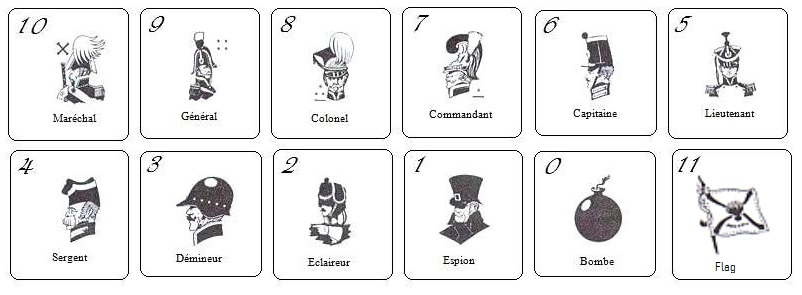 10 9 8 7 6 5
Maréchal Général Colonel Commandant Capitaine Lieutenant
4 3 2 1 0 11
Sergent Démineur Eclaireur Espion Bombe Flag